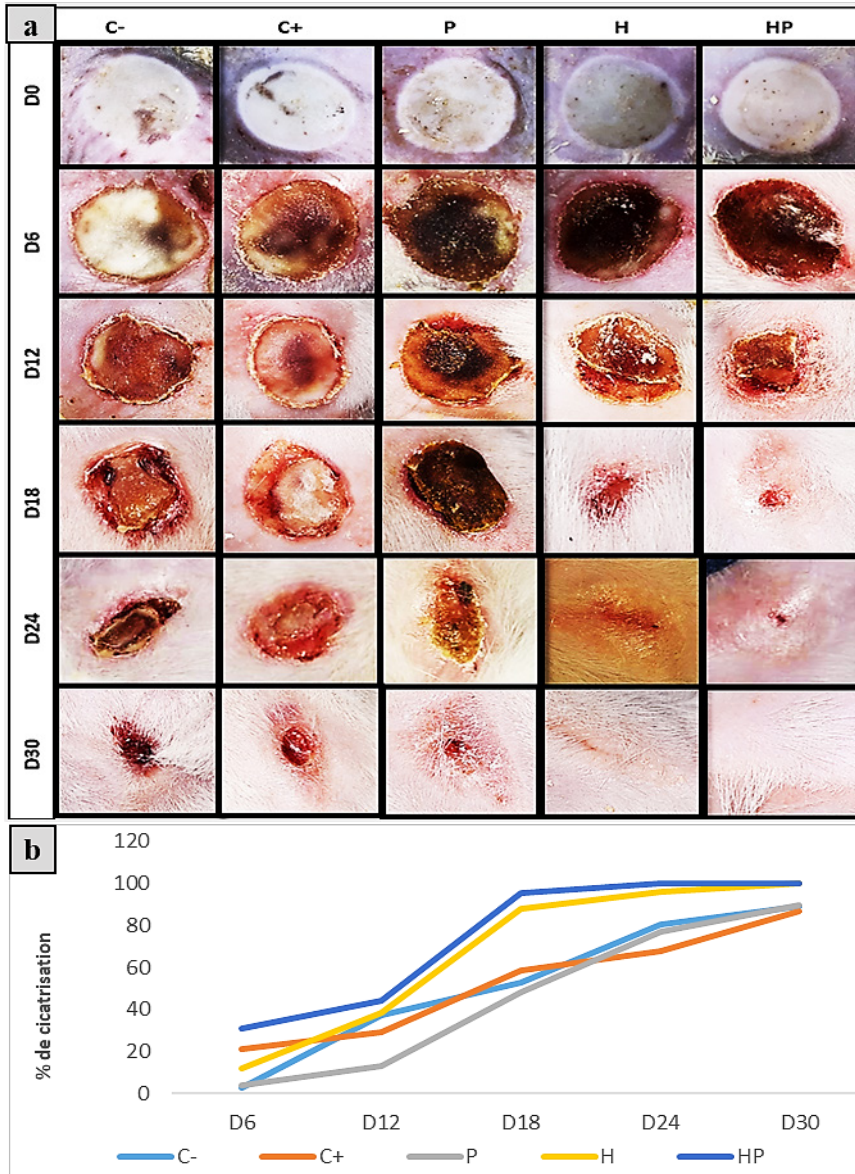 a
C- C+ P H HP
D0
D6
D12
D18
D24
D30
b
120
100
80
60
40
20
0
% de cicatrisation
D6 D12 D18 D24 D30
C- C+ P H HP